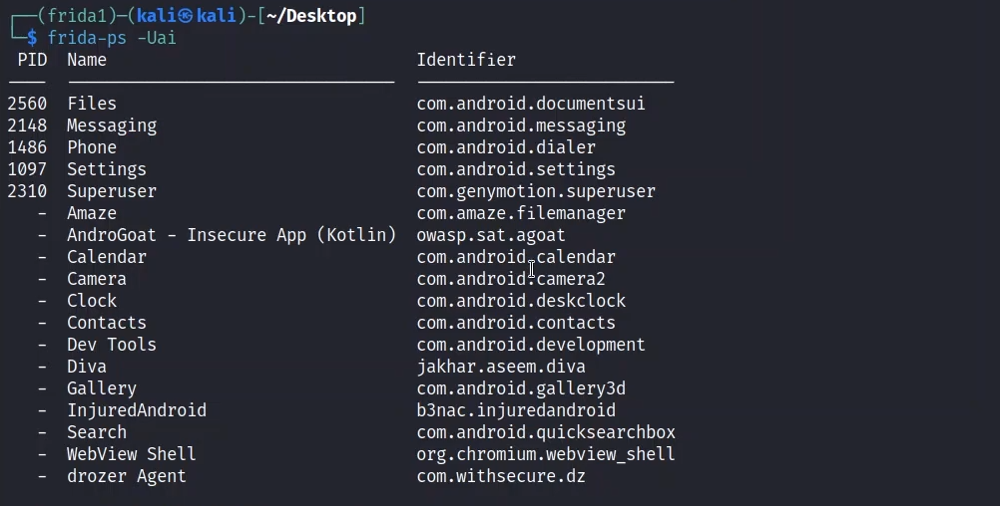 ┌──(frida1)─(kali㉿kali)-[~/Desktop]
└─$ frida-ps -Uai
PID Name Identifier
2560 Files com.android.documentsui
2148 Messaging com.android.messaging
1486 Phone com.android.dialer
1097 Settings com.android.settings
2310 Superuser com.genymotion.superuser
- Amaze com.amaze.filemanager
- AndroGoat - Insecure App (Kotlin) owasp.sat.agoat
- Calendar com.android.calendar
- Camera com.android.camera2
- Clock com.android.deskclock
- Contacts com.android.contacts
- Dev Tools com.android.development
- Diva jakhar.aseem.diva
- Gallery com.android.gallery3d
- InjuredAndroid b3nac.injuredandroid
- Search com.android.quicksearchbox
- WebView Shell org.chromium.webview_shell
- drozer Agent com.withsecure.dz